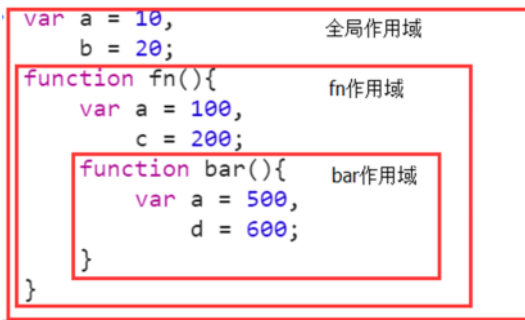 var a = 10,
b = 20;
全局作用域
function fn(){
fn作用域
var a = 100,
c = 200;
function bar(){
bar作用域
var a = 500,
d = 600;
}
}